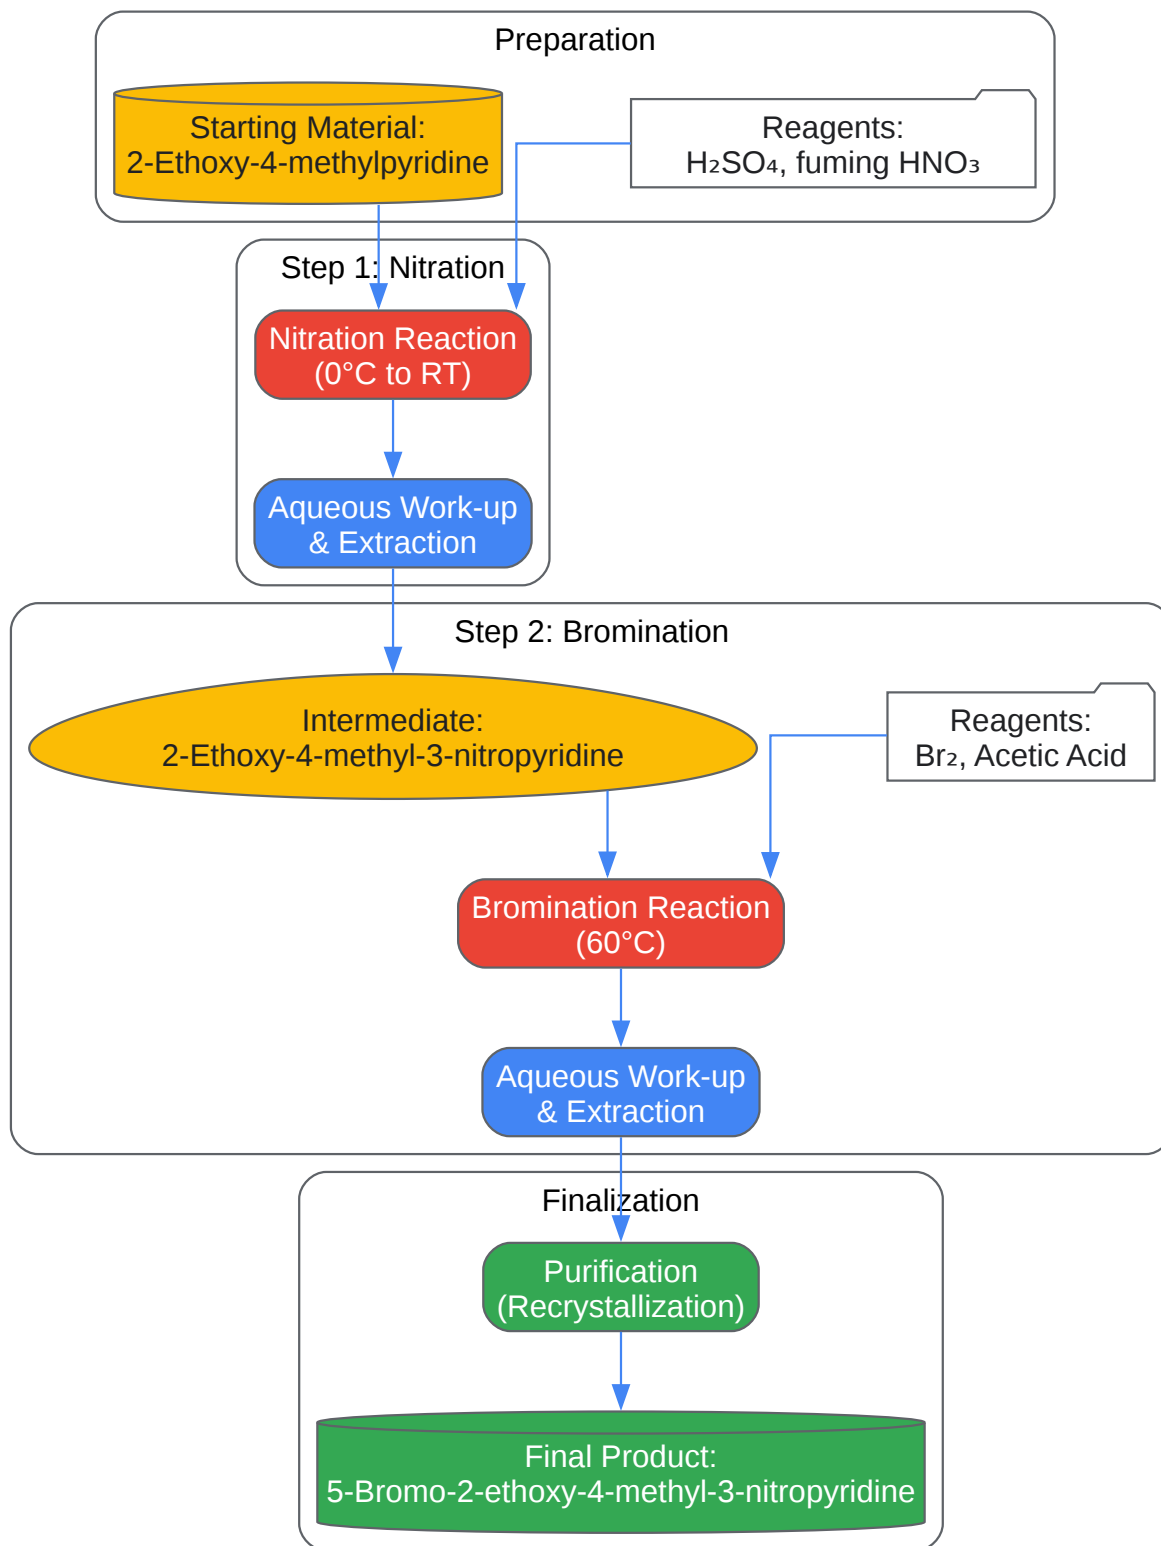 Preparation
Starting Material:
2-Ethoxy-4-methylpyridine
Reagents:
H₂SO₄, fuming HNO₃
Step 1: Nitration
Nitration Reaction
(0°C to RT)
Aqueous Work-up
& Extraction
Step 2: Bromination
Intermediate:
2-Ethoxy-4-methyl-3-nitropyridine
Reagents:
Br₂, Acetic Acid
Bromination Reaction
(60°C)
Aqueous Work-up
& Extraction
Finalization
Purification
(Recrystallization)
Final Product:
5-Bromo-2-ethoxy-4-methyl-3-nitropyridine